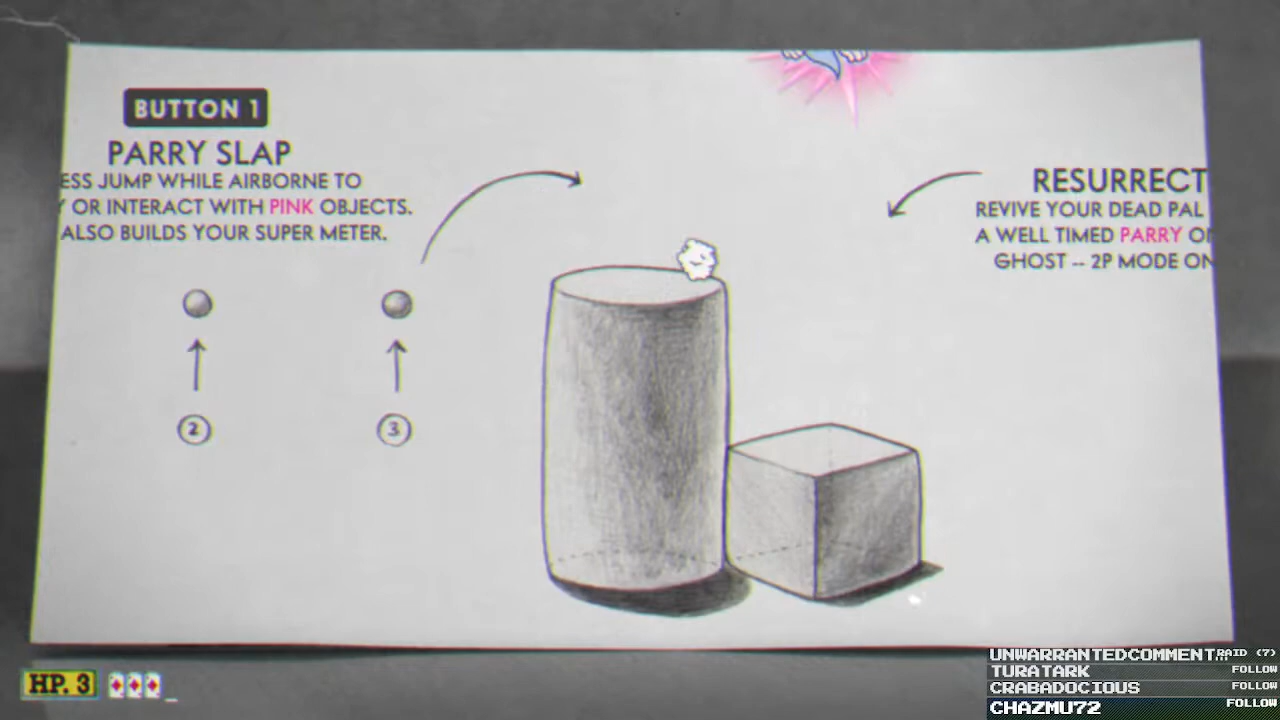 BUTTON 1
PARRY SLAP
ESS JUMP WHILE AIRBORNE TO
Y OR INTERACT WITH PINK OBJECTS.
ALSO BUILDS YOUR SUPER METER.
2
3
RESURRECT
REVIVE YOUR DEAD PAL
A WELL TIMED PARRY ON
GHOST -- 2P MODE ON
HP. 3
UNWARRANTEDCOMMENT... RAID (7)
TURATARK FOLLOW
CRABADOCIOUS FOLLOW
CHAZMU72 FOLLOW